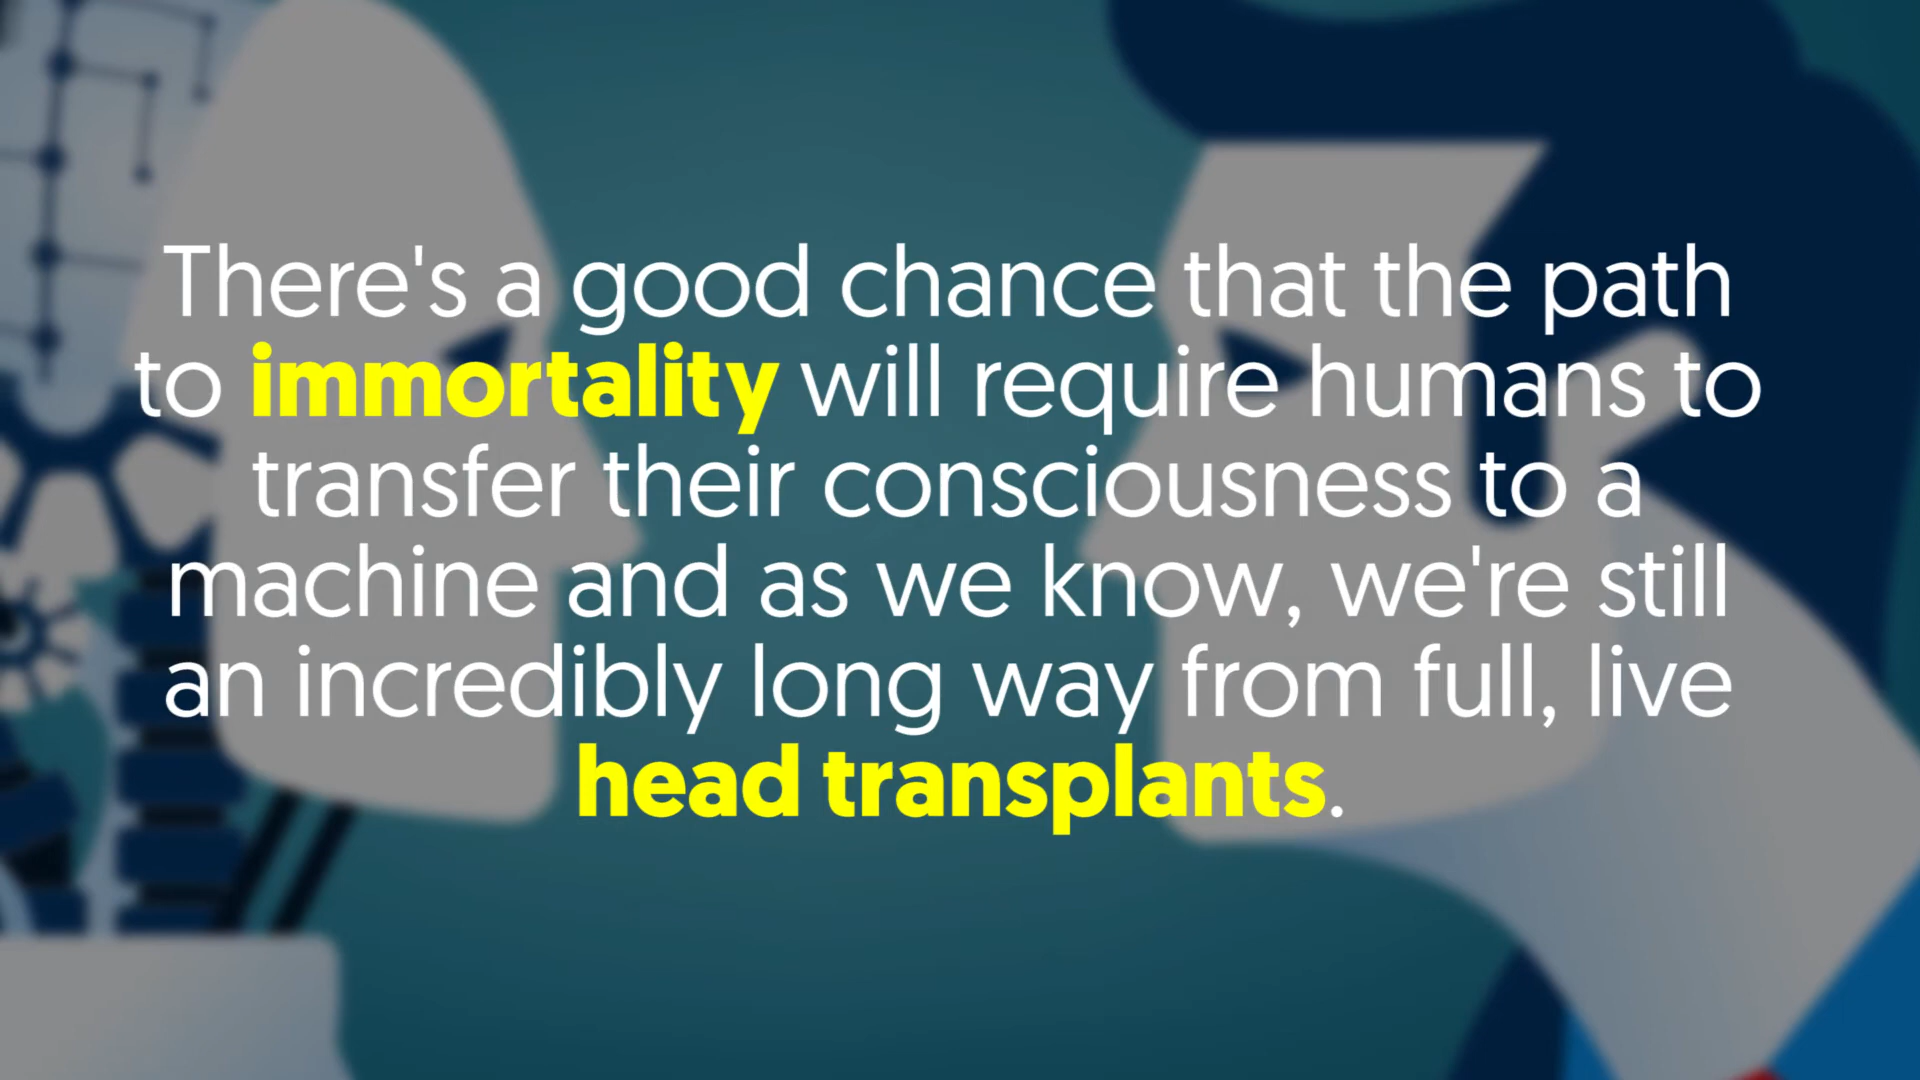 There's a good chance that the path
to immortality will require humans to
transfer their consciousness to a
machine and as we know, we're still
an incredibly long way from full, live
head transplants.